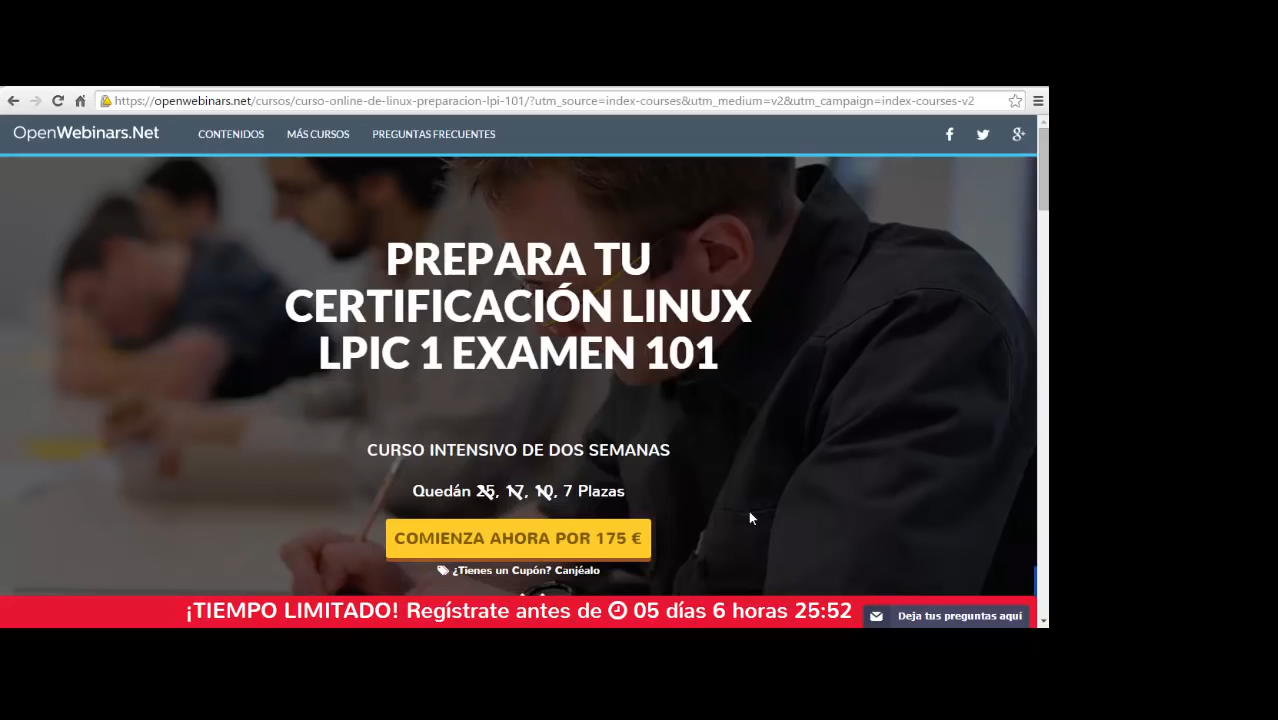 https://openwebinars.net/cursos/curso-online-de-linux-preparacion-lpi-101/?utm_source=index-courses&utm_medium=v2&utm_campaign=index-courses-v2
OpenWebinars.Net CONTENIDOS MÁS CURSOS PREGUNTAS FRECUENTES
PREPARA TU
CERTIFICACIÓN LINUX
LPIC 1 EXAMEN 101
CURSO INTENSIVO DE DOS SEMANAS
Quedán 25, 17, 10, 7 Plazas
COMIENZA AHORA POR 175 €
¿Tienes un Cupón? Canjéalo
¡TIEMPO LIMITADO! Regístrate antes de 05 días 6 horas 25:52
Deja tus preguntas aquí